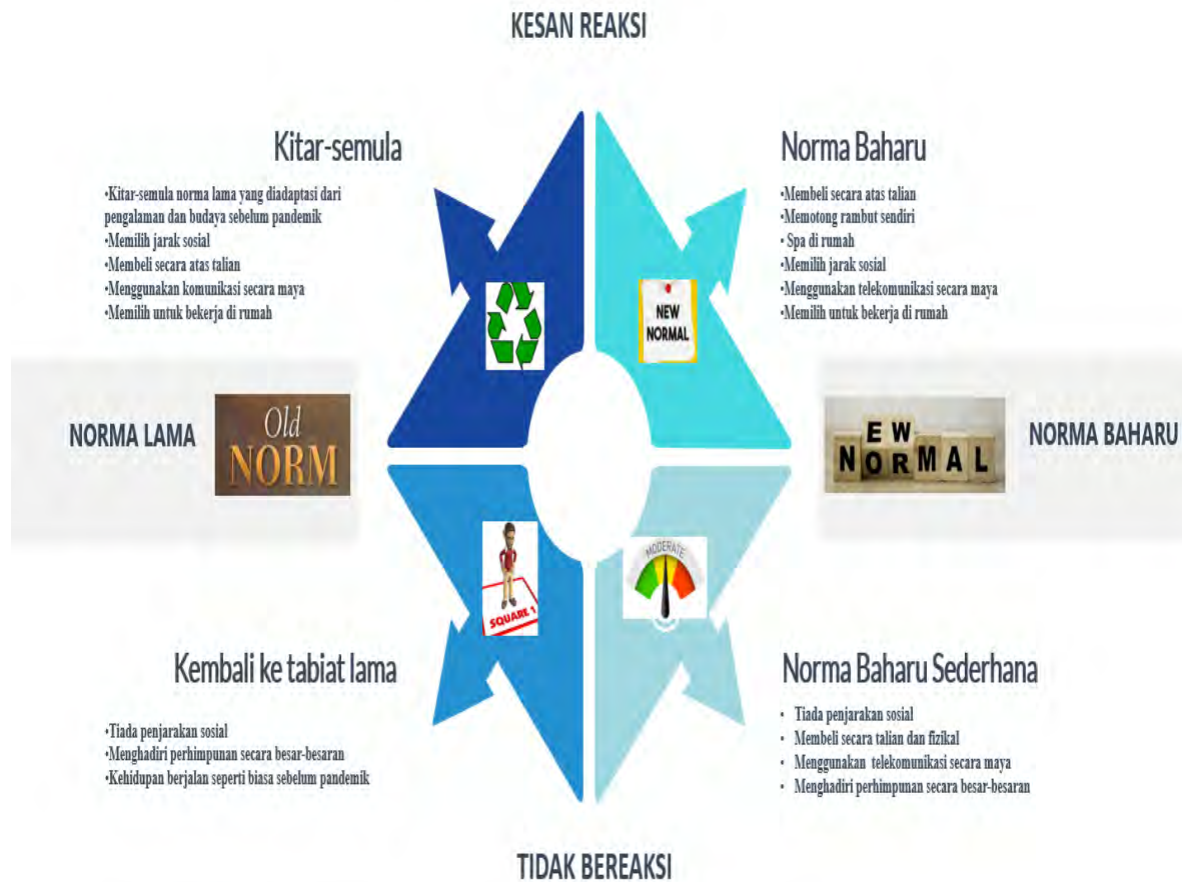 KESAN REAKSI
Kitar-semula
•Kitar-semula norma lama yang diadaptasi dari
pengalaman dan budaya sebelum pandemik
•Memilih jarak sosial
•Membeli secara atas talian
•Menggunakan komunikasi secara maya
•Memilih untuk bekerja di rumah
Norma Baharu
•Membeli secara atas talian
•Memotong rambut sendiri
• Spa di rumah
•Memilih jarak sosial
•Menggunakan telekomunikasi secara maya
•Memilih untuk bekerja di rumah
NEW
NORMAL
NORMA LAMA
Old
NORM
EW
NORMAL
NORMA BAHARU
SQUARE 1
MODERATE
Kembali ke tabiat lama
•Tiada penjarakan sosial
•Menghadiri perhimpunan secara besar-besaran
•Kehidupan berjalan seperti biasa sebelum pandemik
Norma Baharu Sederhana
• Tiada penjarakan sosial
• Membeli secara talian dan fizikal
• Menggunakan telekomunikasi secara maya
• Menghadiri perhimpunan secara besar-besaran
TIDAK BEREAKSI